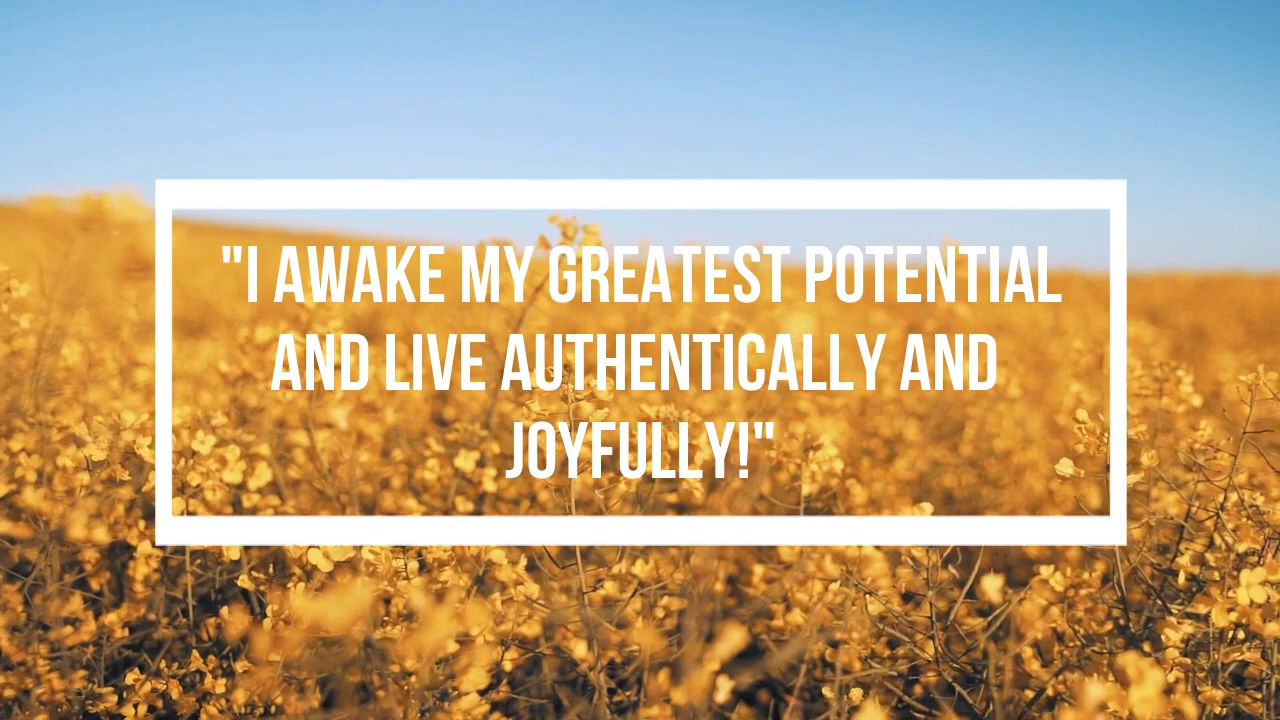 "I AWAKE MY GREATEST POTENTIAL
AND LIVE AUTHENTICALLY AND
JOYFULLY!"